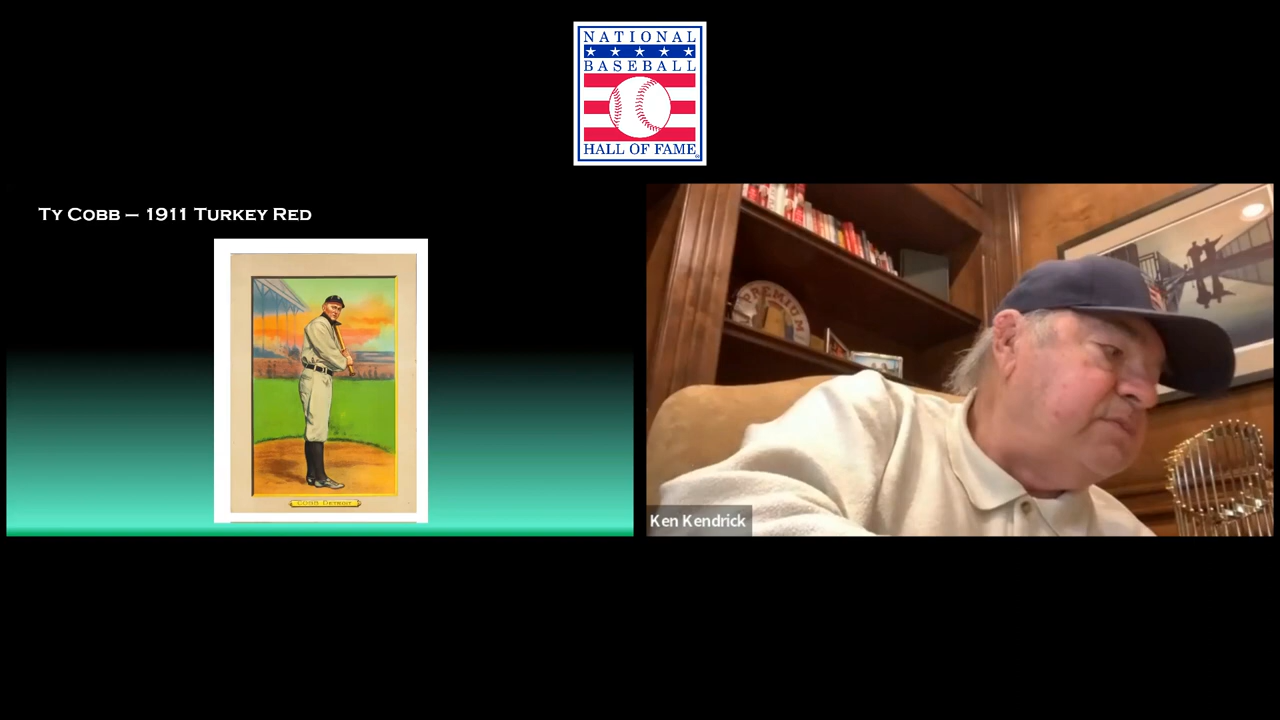 NATIONAL
BASEBALL
HALL OF FAME
TY COBB – 1911 TURKEY RED
COBB DETROIT
PREMIUM
Ken Kendrick